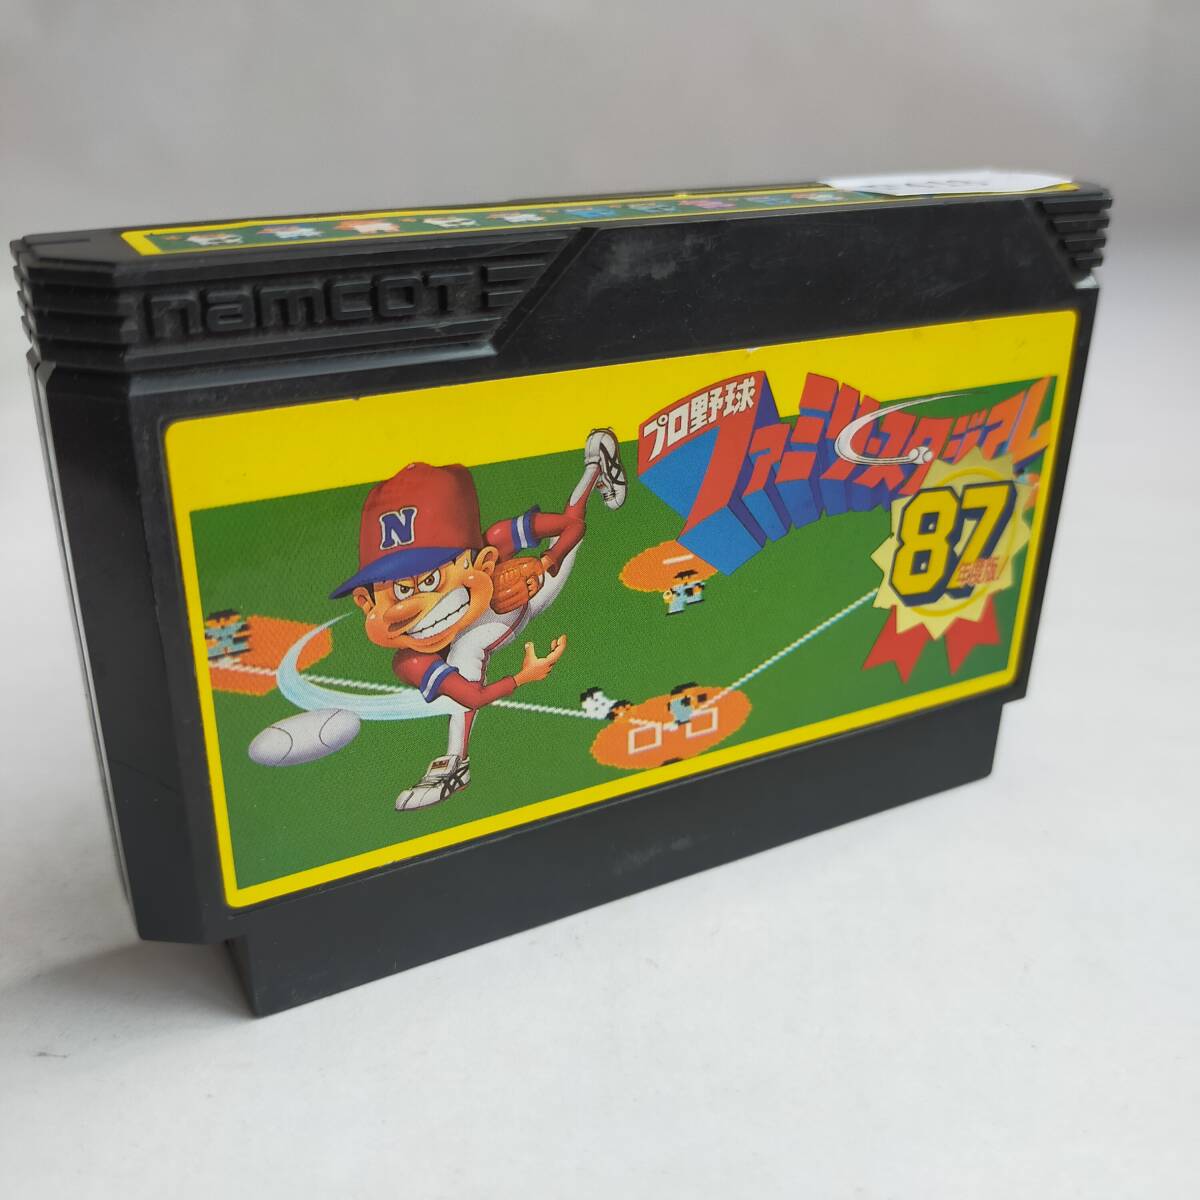 namcot
プロ野球
ファミリースタジアム
87
年度版!
N